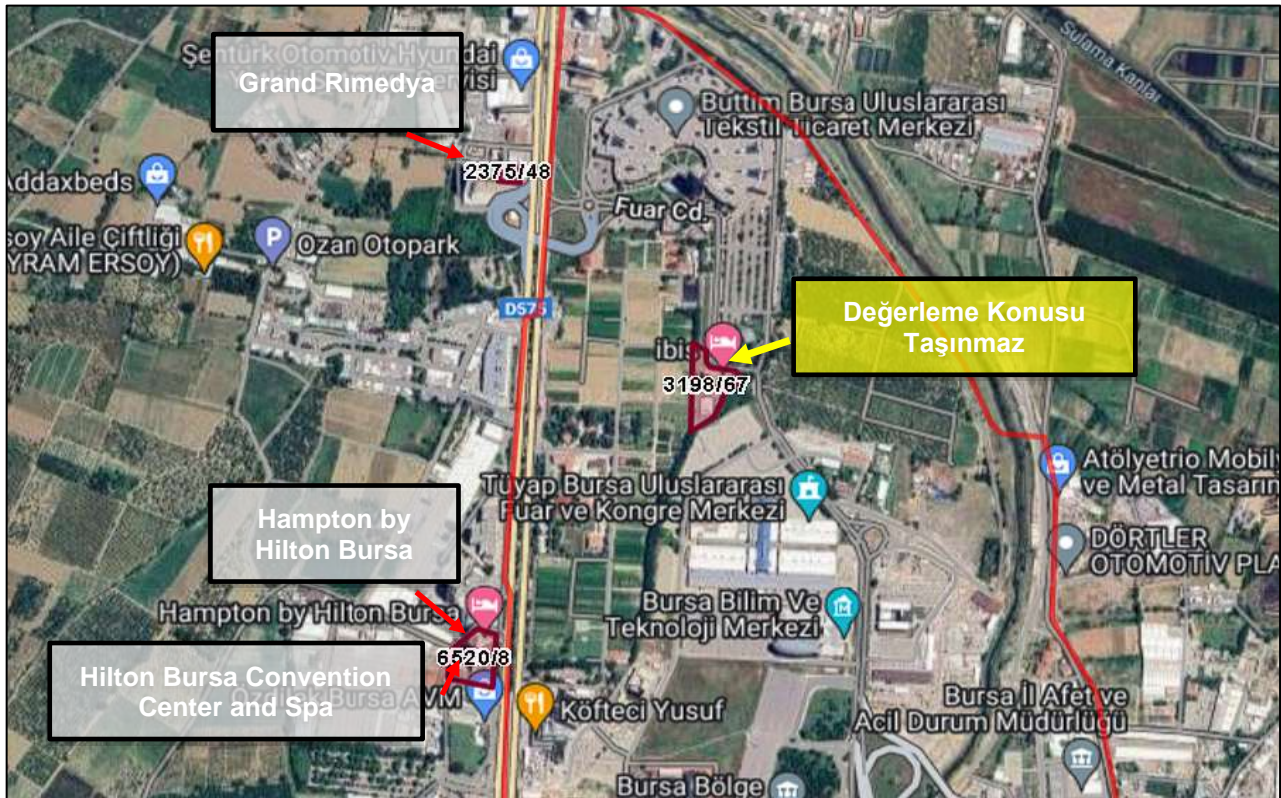 Şentürk Otomotiv Hyundai
Grand Rımedya
2375/48
Buttim Bursa Uluslararası
Tekstil Ticaret Merkezi
Sulama Kanlaı
Addaxbeds
Fuar Cd.
soy Aile Çiftliği
YRAM ERSOY)
P
Ozan Otopark
D575
Değerleme Konusu
Taşınmaz
ibis
3198/67
Tüyap Bursa Uluslararası
Fuar ve Kongre Merkezi
Atölyetrio Mobily
ve Metal Tasarın
DÖRTLER
OTOMOTİV PLA
Hampton by
Hilton Bursa
Hampton by Hilton Bursa
Bursa Bilim Ve
Teknoloji Merkezi
6520/8
Hilton Bursa Convention
Center and Spa
Bursa AVM
Köfteci Yusuf
Bursa İl Afet ve
Acil Durum Müdürlüğü
Bursa Bölge